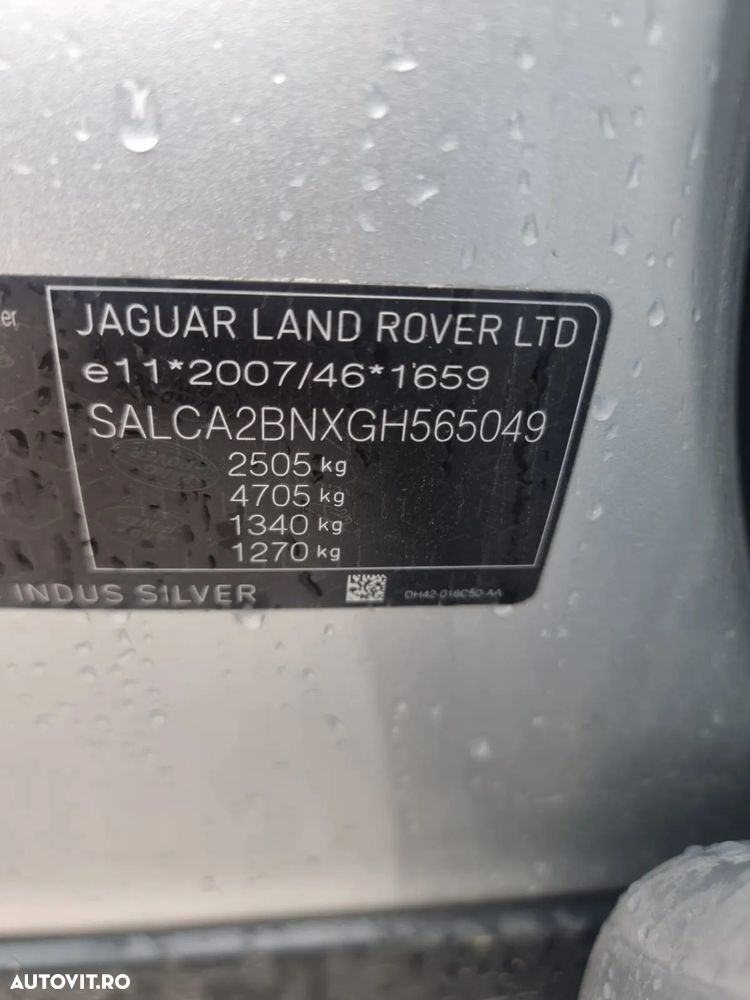 er
JAGUAR LAND ROVER LTD
e11*2007/46*1659
SALCA2BNXGH565049
2505 kg
4705 kg
1340 kg
1270 kg
INDUS SILVER
DH42-016C50-AA
AUTOVIT.RO